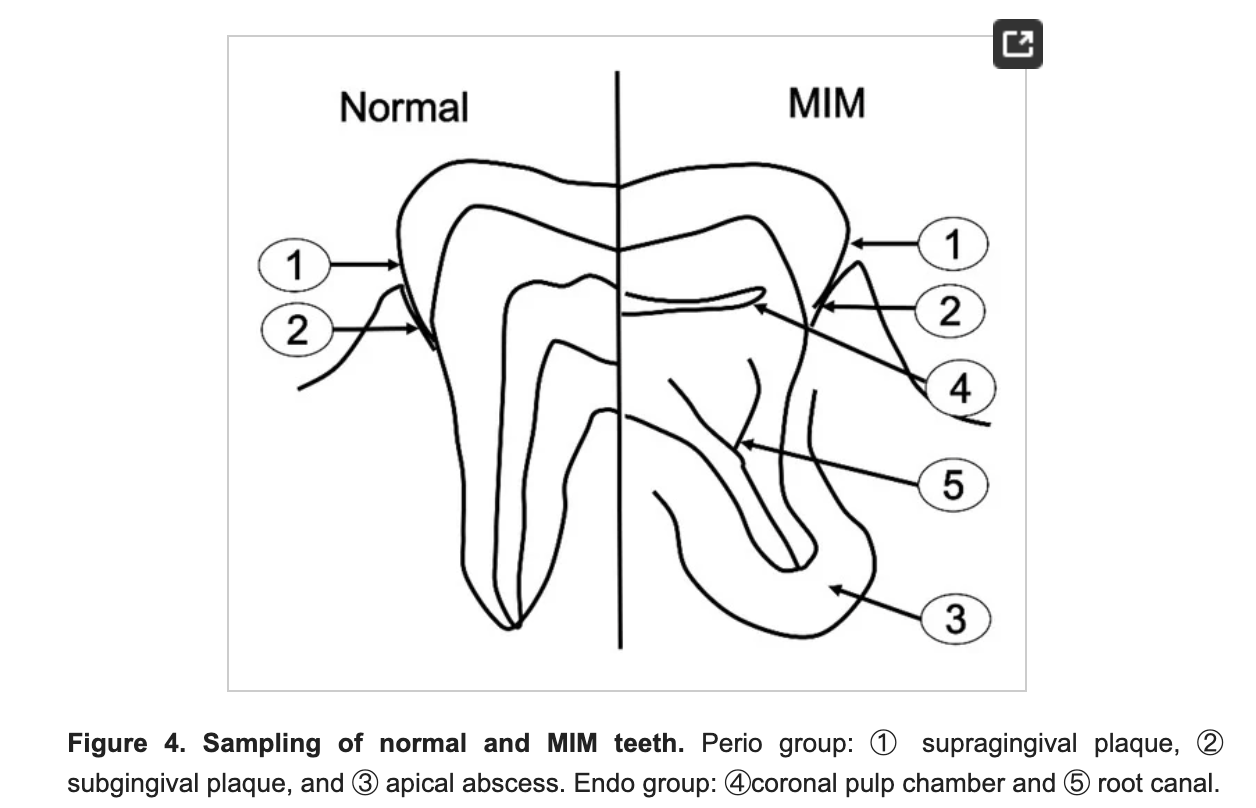 Normal
MIM
1
1
2
2
4
5
3
Figure 4. Sampling of normal and MIM teeth. Perio group: ① supragingival plaque, ②
subgingival plaque, and ③ apical abscess. Endo group: ④coronal pulp chamber and ⑤ root canal.